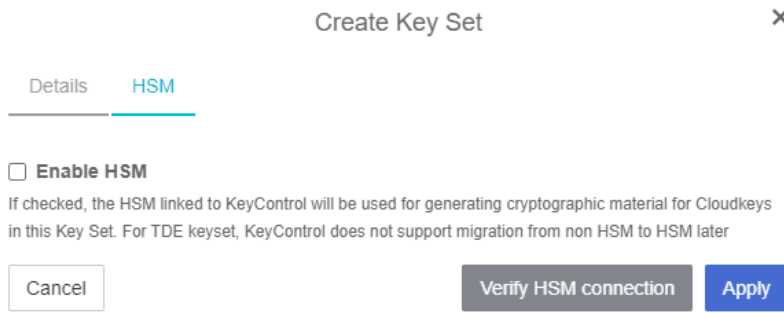 Create Key Set
Details HSM
Enable HSM
If checked, the HSM linked to KeyControl will be used for generating cryptographic material for Cloudkeys
in this Key Set. For TDE keyset, KeyControl does not support migration from non HSM to HSM later
Cancel Verify HSM connection Apply